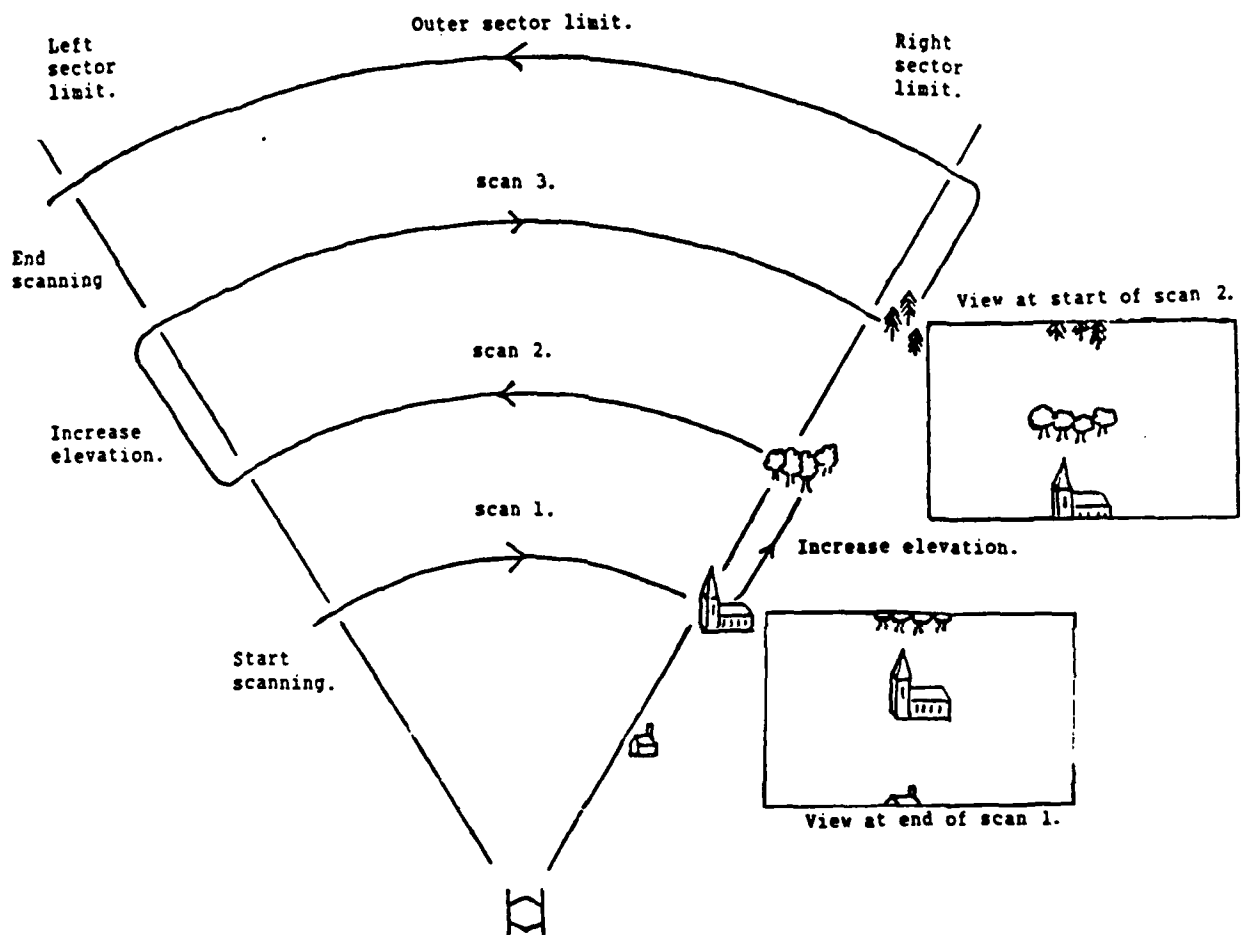 Outer sector limit.
Left
sector
limit.
Right
sector
limit.
scan 3.
End
scanning
View at start of scan 2.
scan 2.
Increase
elevation.
scan 1.
Increase elevation.
Start
scanning.
View at end of scan 1.